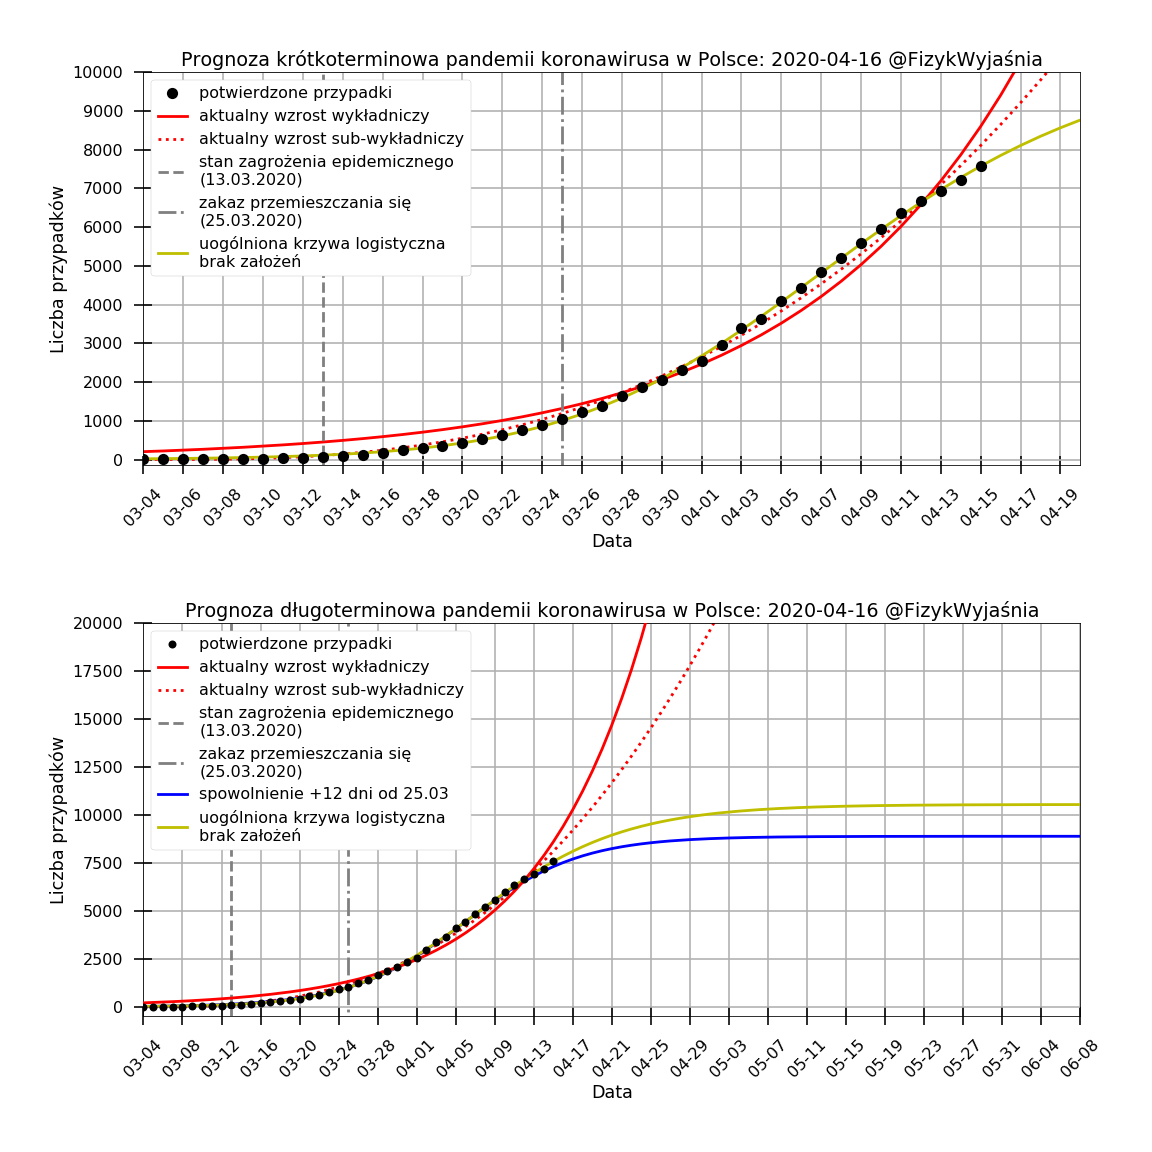 Prognoza krótkoterminowa pandemii koronawirusa w Polsce: 2020-04-16 @FizykWyjaśnia
10000
9000
8000
7000
6000
5000
4000
3000
2000
1000
0
Liczba przypadków
potwierdzone przypadki
aktualny wzrost wykładniczy
aktualny wzrost sub-wykładniczy
stan zagrożenia epidemicznego
(13.03.2020)
zakaz przemieszczania się
(25.03.2020)
uogólniona krzywa logistyczna
brak założeń
03-04 03-06 03-08 03-10 03-12 03-14 03-16 03-18 03-20 03-22 03-24 03-26 03-28 03-30 04-01 04-03 04-05 04-07 04-09 04-11 04-13 04-15 04-17 04-19
Data
Prognoza długoterminowa pandemii koronawirusa w Polsce: 2020-04-16 @FizykWyjaśnia
20000
17500
15000
12500
10000
7500
5000
2500
0
Liczba przypadków
potwierdzone przypadki
aktualny wzrost wykładniczy
aktualny wzrost sub-wykładniczy
stan zagrożenia epidemicznego
(13.03.2020)
zakaz przemieszczania się
(25.03.2020)
spowolnienie +12 dni od 25.03
uogólniona krzywa logistyczna
brak założeń
03-04 03-08 03-12 03-16 03-20 03-24 03-28 04-01 04-05 04-09 04-13 04-17 04-21 04-25 04-29 05-03 05-07 05-11 05-15 05-19 05-23 05-27 05-31 06-04 06-08
Data